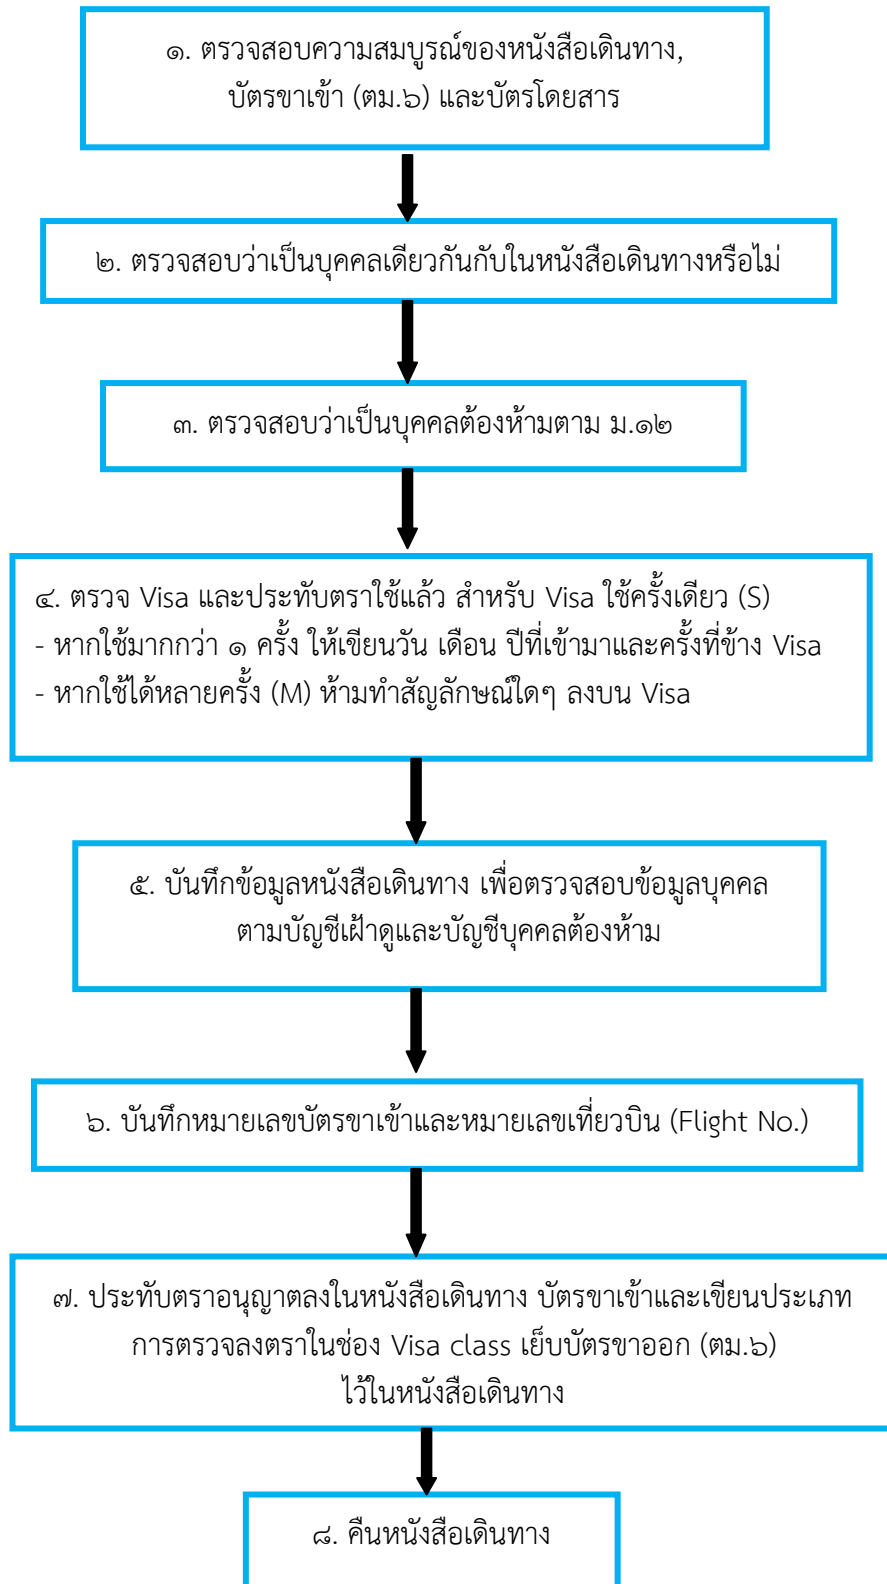 ๑. ตรวจสอบความสมบูรณ์ของหนังสือเดินทาง,
บัตรขาเข้า (ตม.๖) และบัตรโดยสาร
๒. ตรวจสอบว่าเป็นบุคคลเดียวกันกับในหนังสือเดินทางหรือไม่
๓. ตรวจสอบว่าเป็นบุคคลต้องห้ามตาม ม.๑๒
๔. ตรวจ Visa และประทับตราใช้แล้ว สำหรับ Visa ใช้ครั้งเดียว (S)
- หากใช้มากกว่า ๑ ครั้ง ให้เขียนวัน เดือน ปีที่เข้ามาและครั้งที่ข้าง Visa
- หากใช้ได้หลายครั้ง (M) ห้ามทำสัญลักษณ์ใดๆ ลงบน Visa
๕. บันทึกข้อมูลหนังสือเดินทาง เพื่อตรวจสอบข้อมูลบุคคล
ตามบัญชีเฝ้าดูและบัญชีบุคคลต้องห้าม
๖. บันทึกหมายเลขบัตรขาเข้าและหมายเลขเที่ยวบิน (Flight No.)
๗. ประทับตราอนุญาตลงในหนังสือเดินทาง บัตรขาเข้าและเขียนประเภท
การตรวจลงตราในช่อง Visa class เย็บบัตรขาออก (ตม.๖)
ไว้ในหนังสือเดินทาง
๘. คืนหนังสือเดินทาง